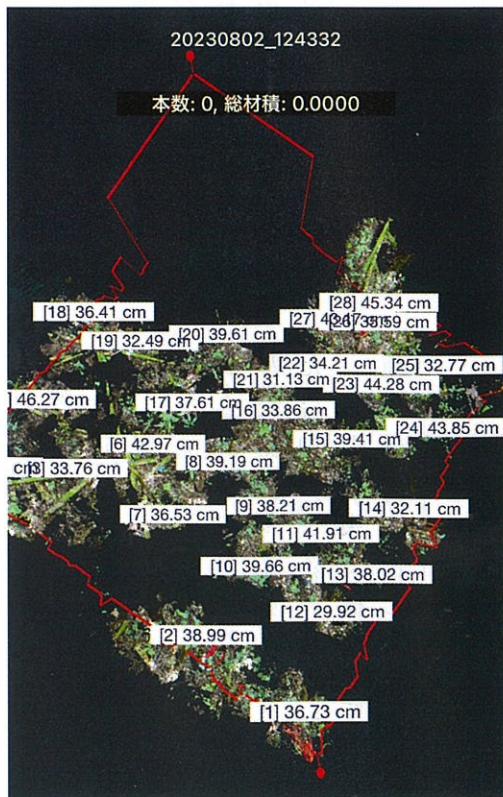 20230802_124332
本数: 0, 総材積: 0.0000
[28] 45.34 cm
[18] 36.41 cm
[20] 39.61 cm
[19] 32.49 cm
[22] 34.21 cm
[25] 32.77 cm
[21] 31.13 cm
[23] 44.28 cm
46.27 cm
[17] 37.61 cm
[16] 33.86 cm
[24] 43.85 cm
[15] 39.41 cm
[6] 42.97 cm
[8] 39.19 cm
[3] 33.76 cm
[9] 38.21 cm
[14] 32.11 cm
[7] 36.53 cm
[11] 41.91 cm
[10] 39.66 cm
[13] 38.02 cm
[12] 29.92 cm
[2] 38.99 cm
[1] 36.73 cm